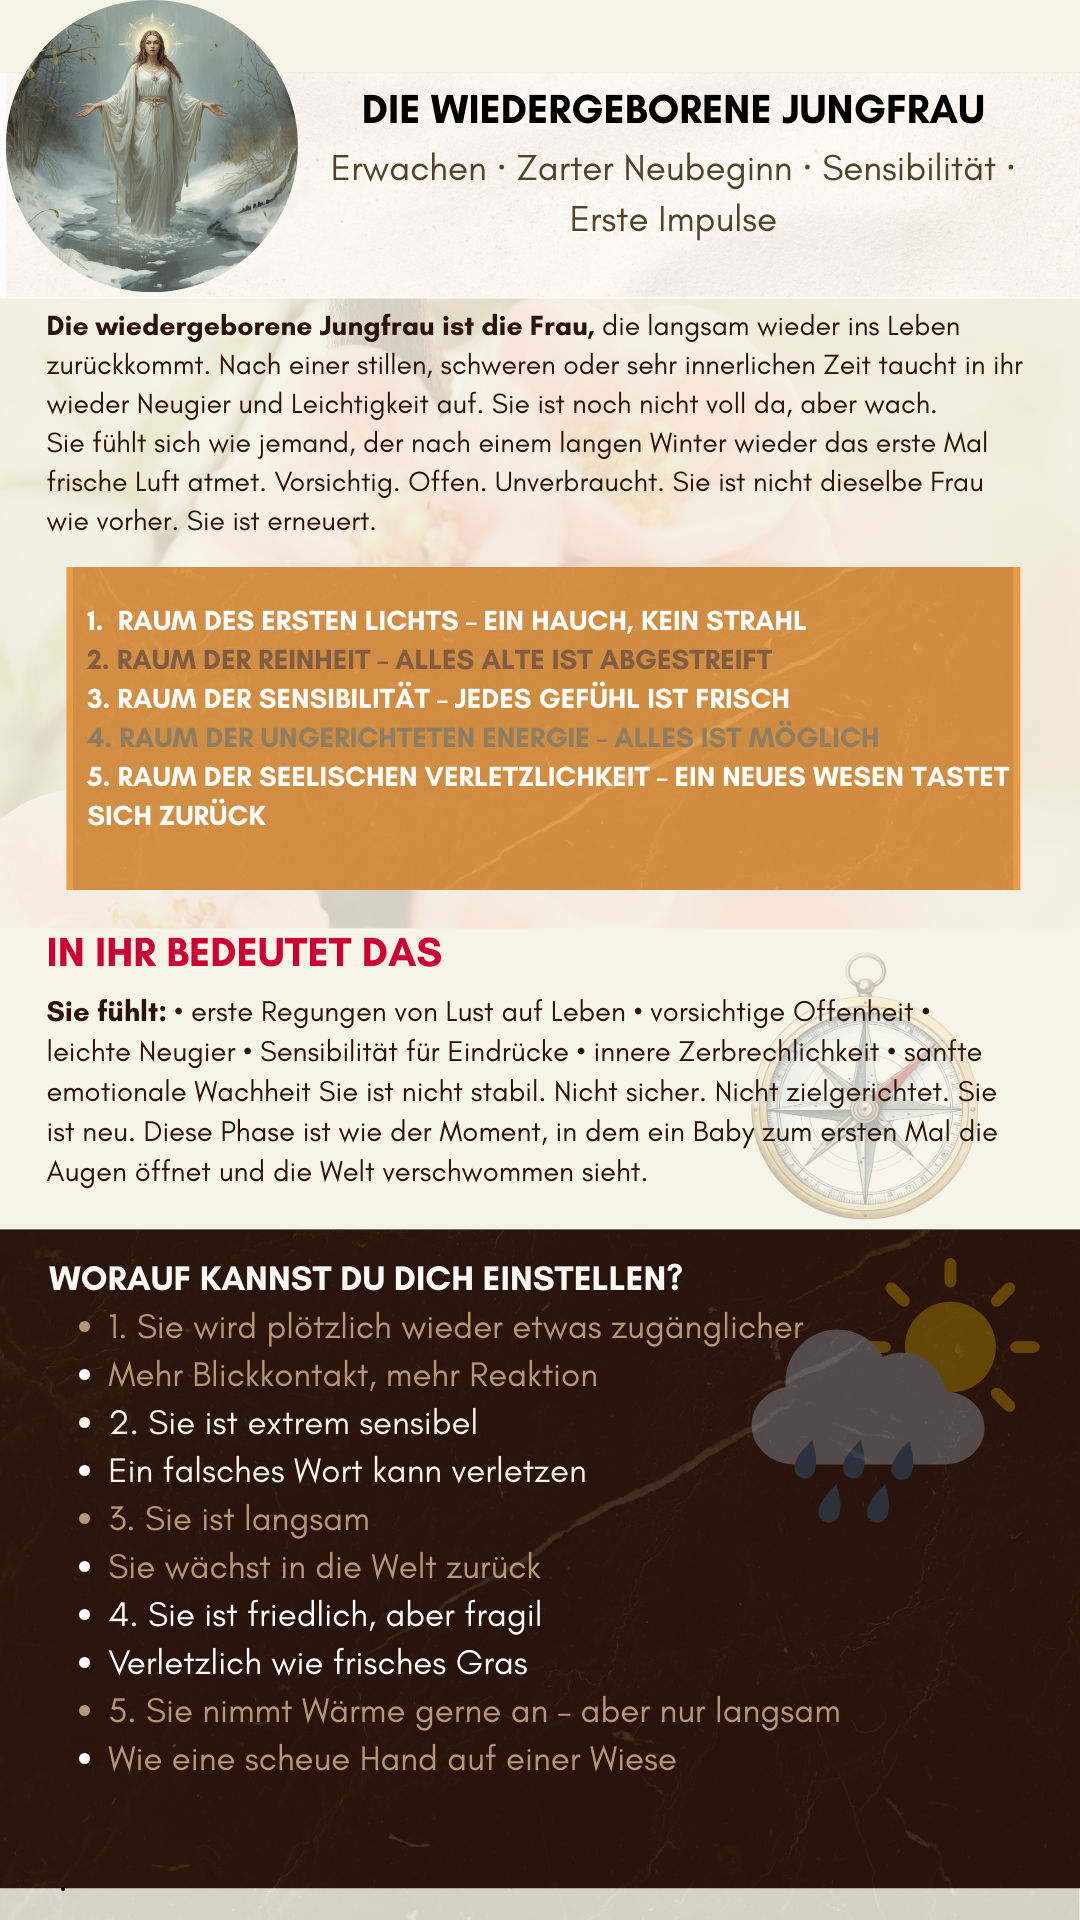 DIE WIEDERGEBORENE JUNGFRAU
Erwachen · Zarter Neubeginn · Sensibilität ·
Erste Impulse
Die wiedergeborene Jungfrau ist die Frau, die langsam wieder ins Leben
zurückkommt. Nach einer stillen, schweren oder sehr innerlichen Zeit taucht in ihr
wieder Neugier und Leichtigkeit auf. Sie ist noch nicht voll da, aber wach.
Sie fühlt sich wie jemand, der nach einem langen Winter wieder das erste Mal
frische Luft atmet. Vorsichtig. Offen. Unverbraucht. Sie ist nicht dieselbe Frau
wie vorher. Sie ist erneuert.
1. RAUM DES ERSTEN LICHTS – EIN HAUCH, KEIN STRAHL
2. RAUM DER REINHEIT – ALLES ALTE IST ABGESTREIFT
3. RAUM DER SENSIBILITÄT – JEDES GEFÜHL IST FRISCH
4. RAUM DER UNGERICHTETEN ENERGIE – ALLES IST MÖGLICH
5. RAUM DER SEELISCHEN VERLETZLICHKEIT – EIN NEUES WESEN TASTET
SICH ZURÜCK
IN IHR BEDEUTET DAS
Sie fühlt: • erste Regungen von Lust auf Leben • vorsichtige Offenheit •
leichte Neugier • Sensibilität für Eindrücke • innere Zerbrechlichkeit • sanfte
emotionale Wachheit Sie ist nicht stabil. Nicht sicher. Nicht zielgerichtet. Sie
ist neu. Diese Phase ist wie der Moment, in dem ein Baby zum ersten Mal die
Augen öffnet und die Welt verschwommen sieht.
WORAUF KANNST DU DICH EINSTELLEN?
• 1. Sie wird plötzlich wieder etwas zugänglicher
• Mehr Blickkontakt, mehr Reaktion
• 2. Sie ist extrem sensibel
• Ein falsches Wort kann verletzen
• 3. Sie ist langsam
• Sie wächst in die Welt zurück
• 4. Sie ist friedlich, aber fragil
• Verletzlich wie frisches Gras
• 5. Sie nimmt Wärme gerne an – aber nur langsam
• Wie eine scheue Hand auf einer Wiese